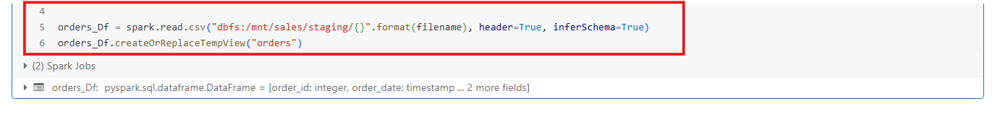 4
5 orders_Df = spark.read.csv("dbfs:/mnt/sales/staging/{}".format(filename), header=True, inferSchema=True)
6 orders_Df.createOrReplaceTempView("orders")
(2) Spark Jobs
orders_Df: pyspark.sql.dataframe.DataFrame = [order_id: integer, order_date: timestamp ... 2 more fields]